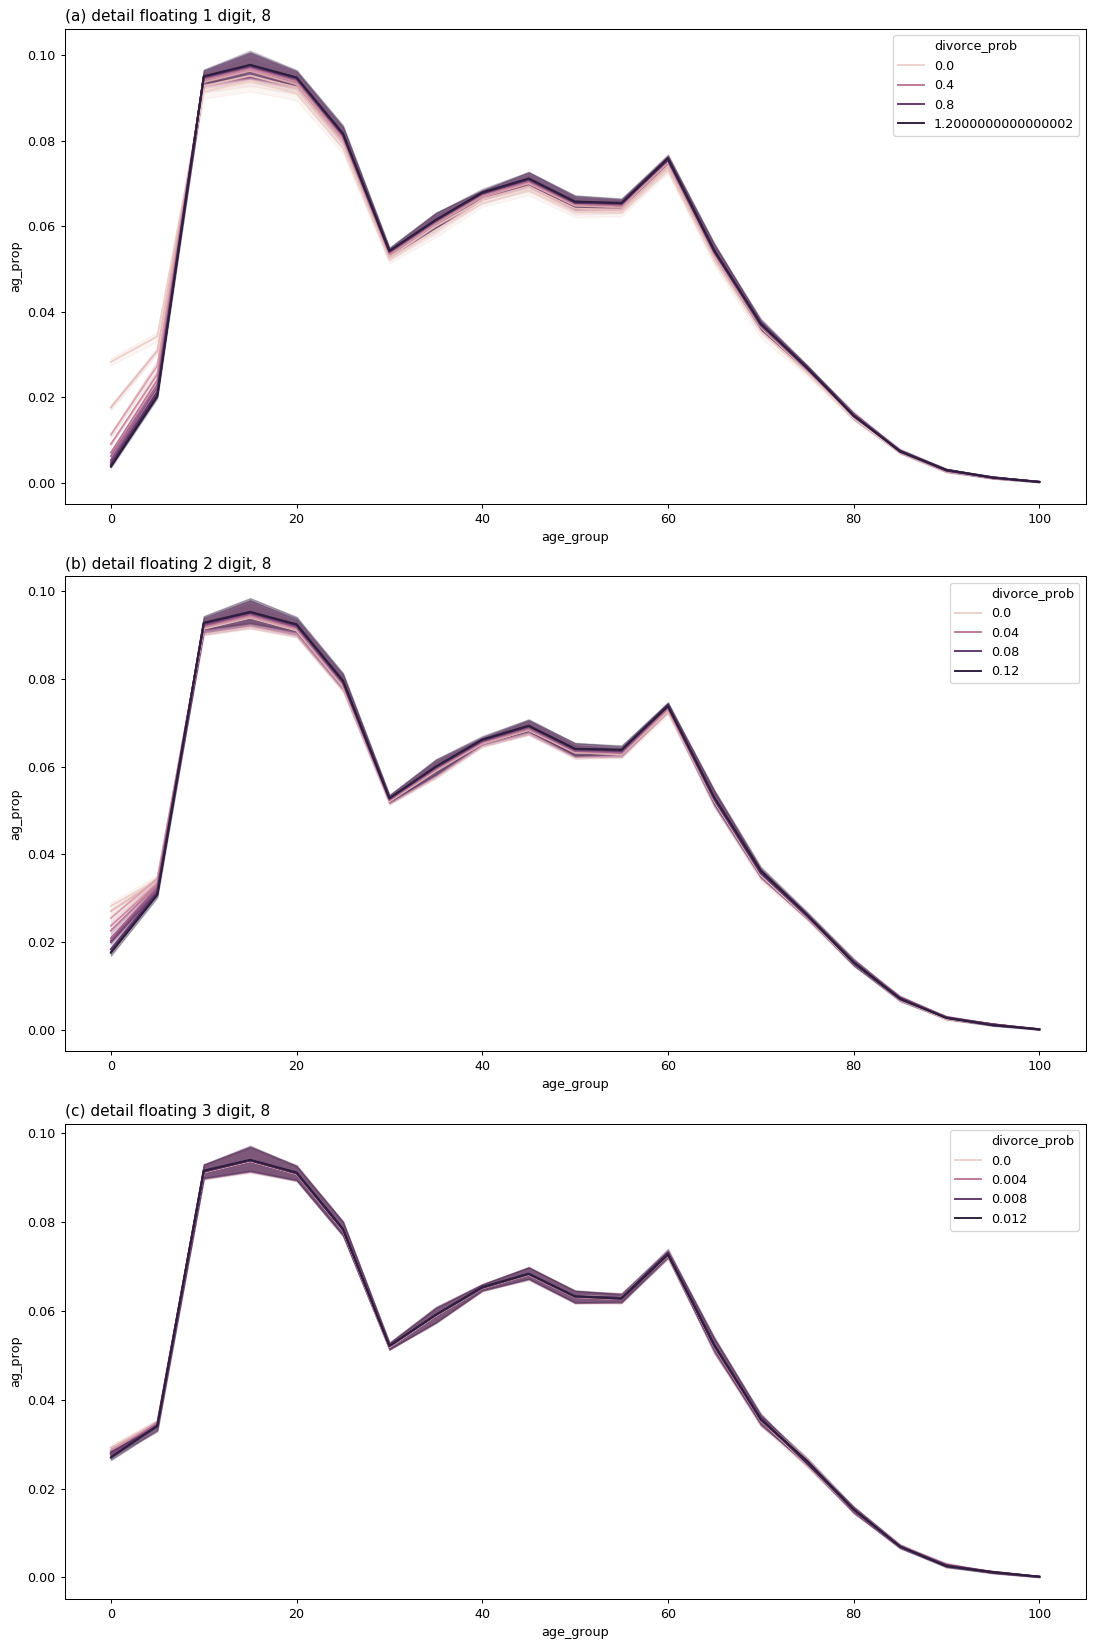 (a) detail floating 1 digit, 8
0.10
0.08
0.06
0.04
0.02
0.00
ag_prop
divorce_prob
0.0
0.4
0.8
1.2000000000000002
0 20 40 60 80 100
age_group
(b) detail floating 2 digit, 8
0.10
0.08
0.06
0.04
0.02
0.00
ag_prop
divorce_prob
0.0
0.04
0.08
0.12
0 20 40 60 80 100
age_group
(c) detail floating 3 digit, 8
0.10
0.08
0.06
0.04
0.02
0.00
ag_prop
divorce_prob
0.0
0.004
0.008
0.012
0 20 40 60 80 100
age_group